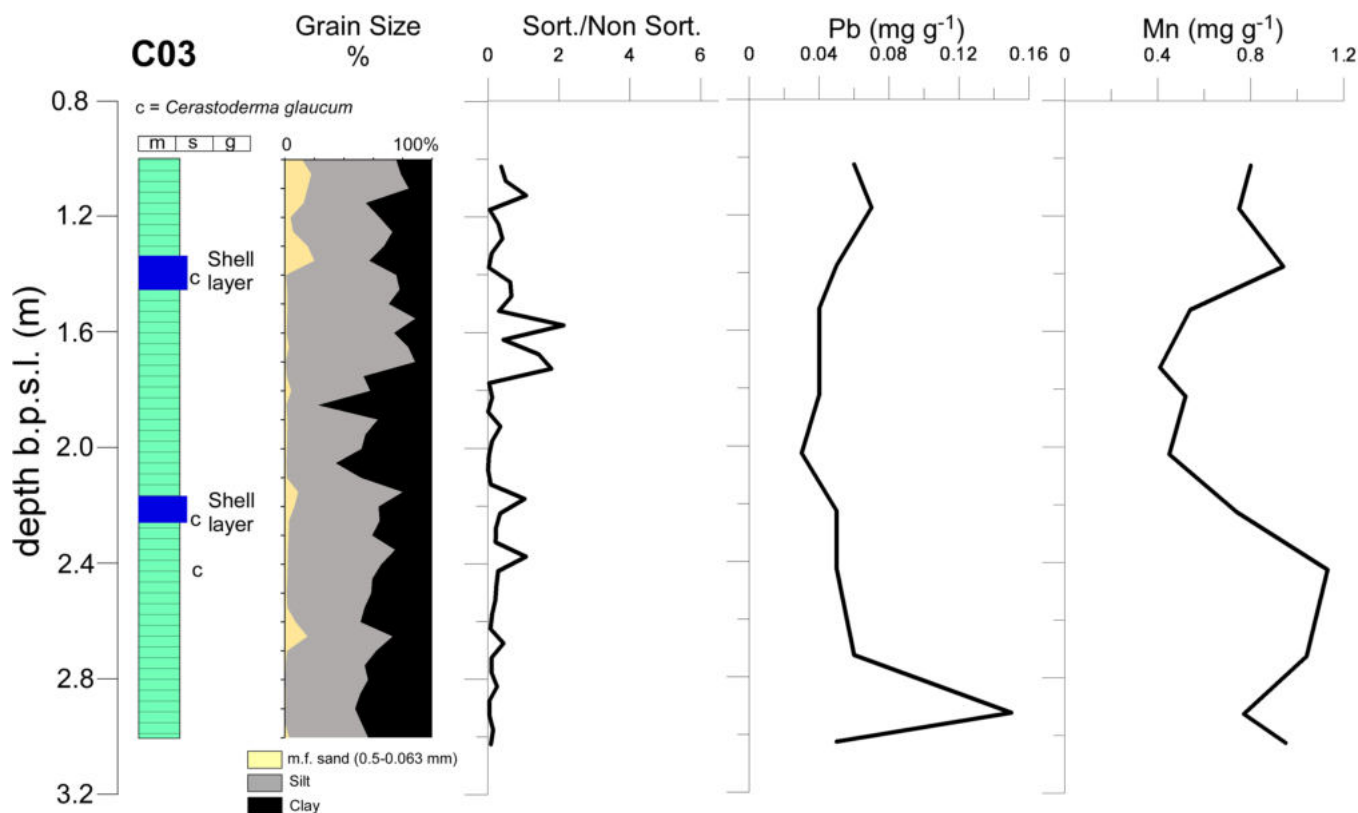 C03
Grain Size
%
Sort./Non Sort.
Pb (mg g-1)
Mn (mg g-1)
0 2 4 6
0 0.04 0.08 0.12 0.16
0 0.4 0.8 1.2
c = Cerastoderma glaucum
m s g
0 100%
depth b.p.s.l. (m)
0.8
1.2
1.6
2.0
2.4
2.8
3.2
Shell
c layer
Shell
c layer
c
m.f. sand (0.5-0.063 mm)
Silt
Clay